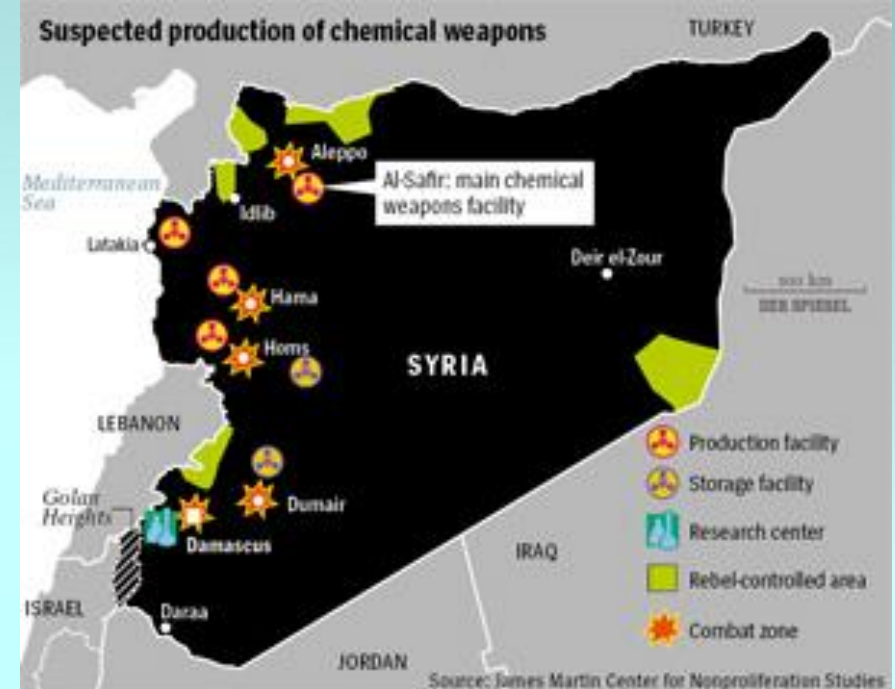 Suspected production of chemical weapons
TURKEY
Aleppo
Mediterranean
Sea
Al-Safir: main chemical
weapons facility
Idlib
Latakia
Deir el-Zour
Hama
100 km
DER SPIEGEL
Homs
SYRIA
LEBANON
Production facility
Storage facility
Golan
Heights
Dumair
Research center
Damascus
IRAQ
Rebel-controlled area
ISRAEL
Daraa
Combat zone
JORDAN
Source: James Martin Center for Nonproliferation Studies